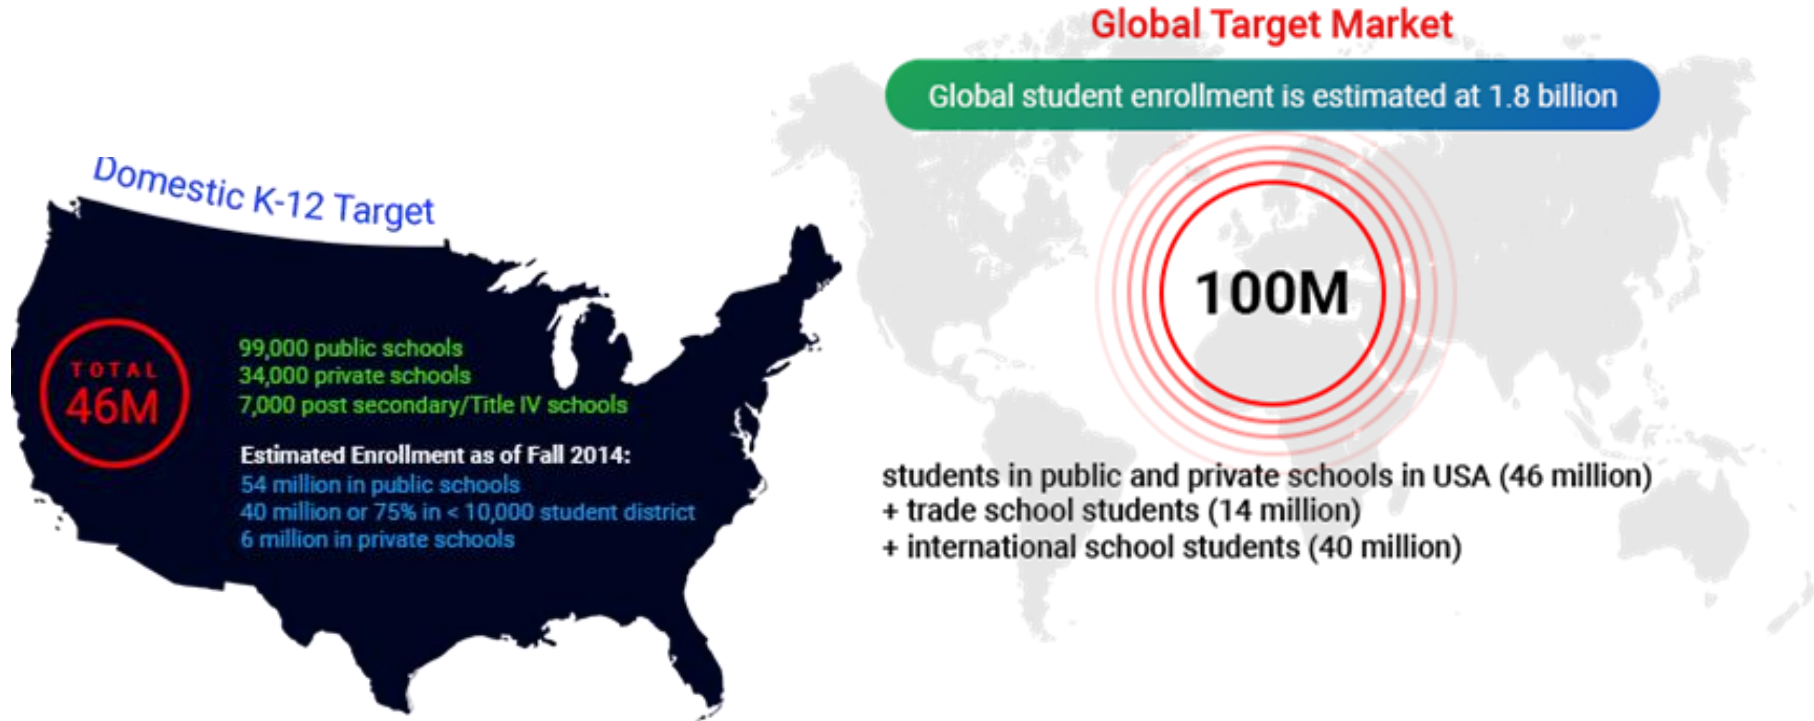 Domestic K-12 Target
TOTAL
46M
99,000 public schools
34,000 private schools
7,000 post secondary/Title IV schools
Estimated Enrollment as of Fall 2014:
54 million in public schools
40 million or 75% in < 10,000 student district
6 million in private schools
Global Target Market
Global student enrollment is estimated at 1.8 billion
100M
students in public and private schools in USA (46 million)
+ trade school students (14 million)
+ international school students (40 million)